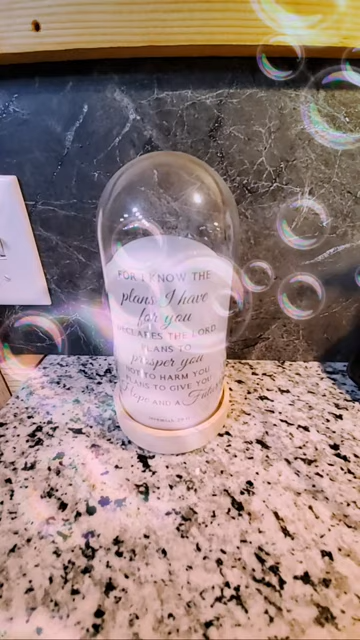 FOR I KNOW THE
plans I have
for you
DECLARES THE LORD
PLANS TO
prosper you
NOT TO HARM YOU
PLANS TO GIVE YOU
Hope AND A Future